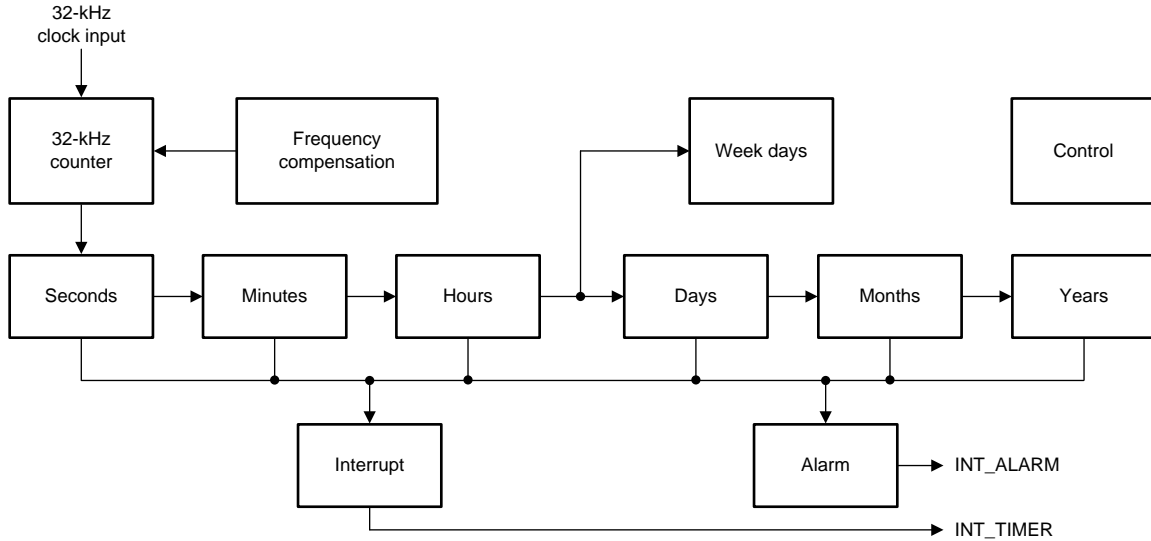 32-kHz
clock input
32-kHz
counter
Frequency
compensation
Week days
Control
Seconds
Minutes
Hours
Days
Months
Years
Interrupt
Alarm
INT_ALARM
INT_TIMER